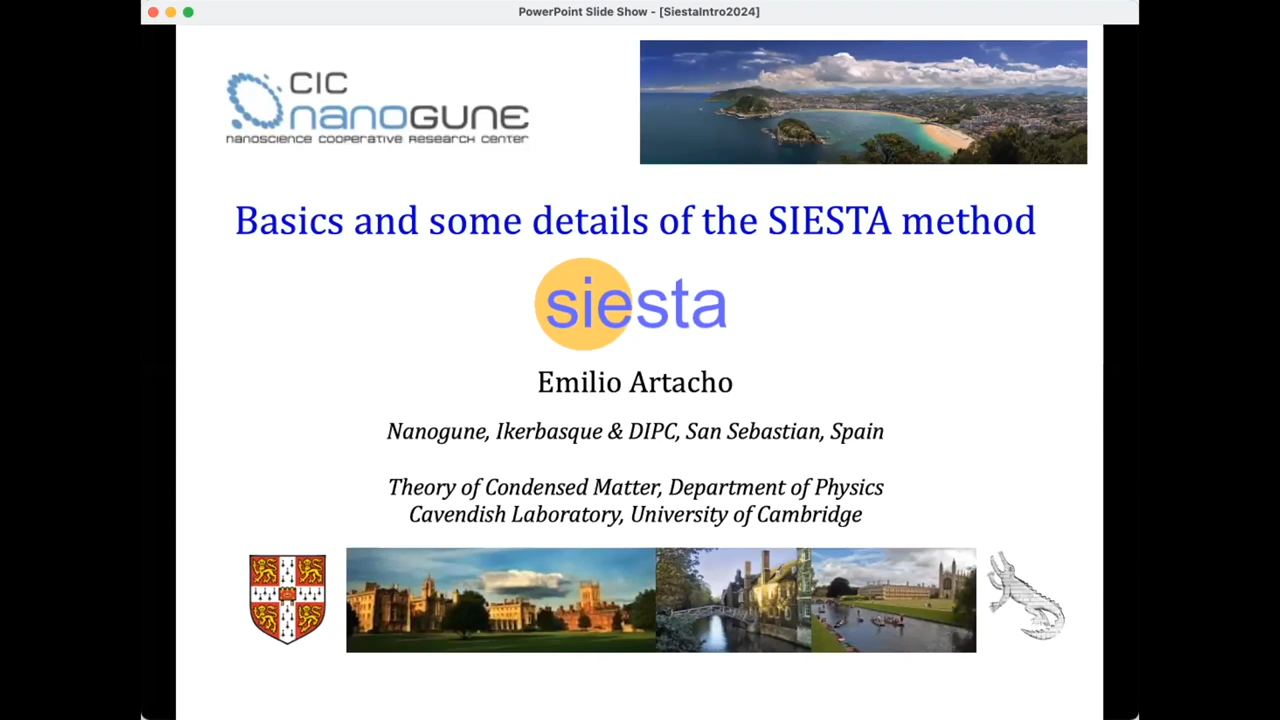 PowerPoint Slide Show - [SiestaIntro2024]
CIC
nanoGUNE
nanoscience cooperative research center
Basics and some details of the SIESTA method
siesta
Emilio Artacho
Nanogune, Ikerbasque & DIPC, San Sebastian, Spain
Theory of Condensed Matter, Department of Physics
Cavendish Laboratory, University of Cambridge